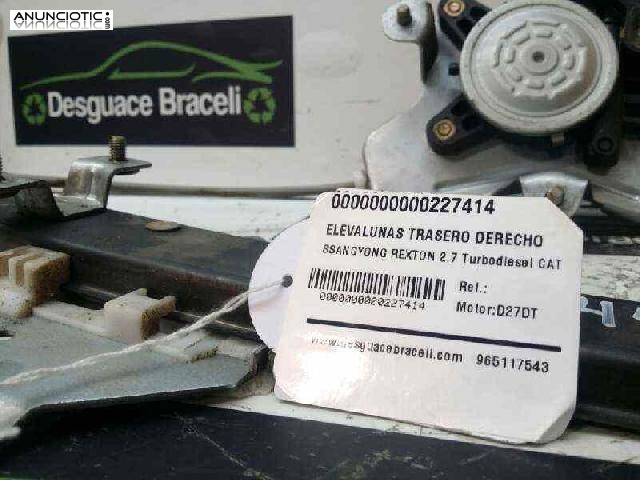 ANUNCIOTIC
Desguace Braceli
0000000000227414
ELEVALUNAS TRASERO DERECHO
SSANGYONG REXTON 2.7 Turbodiesel CAT
Ref.:
Motor:D27DT
0000000000227414
www.desguacebraceli.com 965117543